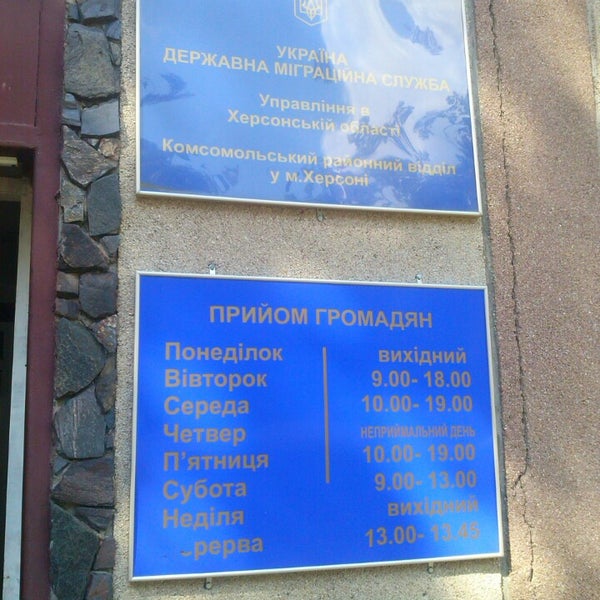 УКРАЇНА
ДЕРЖАВНА МІГРАЦІЙНА СЛУЖБА
Управління в
Херсонській області
Комсомольський районний відділ
у м.Херсоні
ПРИЙОМ ГРОМАДЯН
Понеділок вихідний
Вівторок 9.00- 18.00
Середа 10.00- 19.00
Четвер НЕПРИЙМАЛЬНИЙ ДЕНЬ
П'ятниця 10.00- 19.00
Субота 9.00- 13.00
Неділя вихідний
ерерва 13.00- 13.45